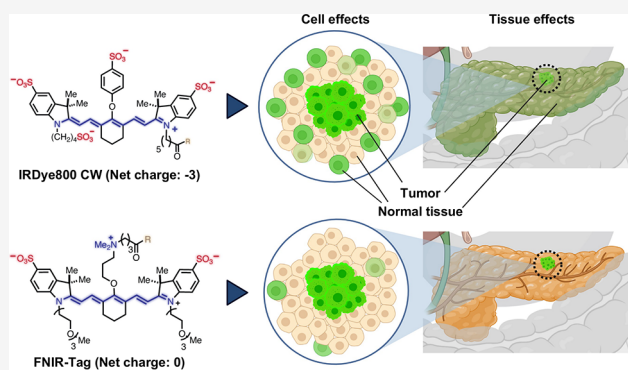 Cell effects
Tissue effects
⁻O₃S
SO₃⁻
SO₃⁻
Me
Me
O
Me
Me
N
N
+
(CH₂)₄SO₃⁻
5
O
R
IRDye800 CW (Net charge: -3)
Tumor
Normal tissue
Me₂N
+
3
R
O
⁻O₃S
SO₃⁻
Me
Me
O
Me
Me
N
N
+
O
Me
3
O
Me
3
FNIR-Tag (Net charge: 0)